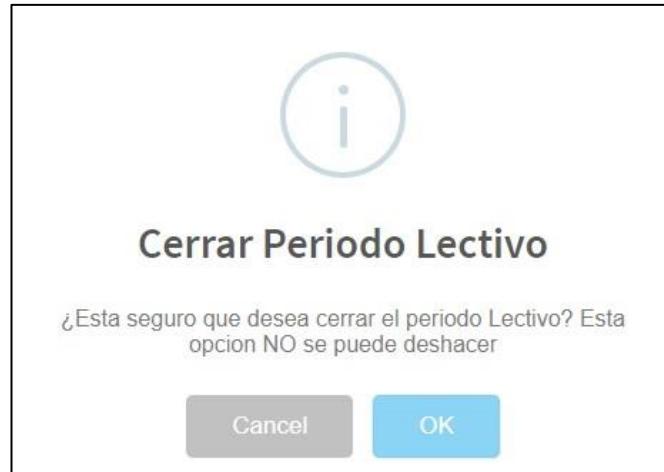 Cerrar Periodo Lectivo
¿Esta seguro que desea cerrar el periodo Lectivo? Esta
opcion NO se puede deshacer
Cancel OK